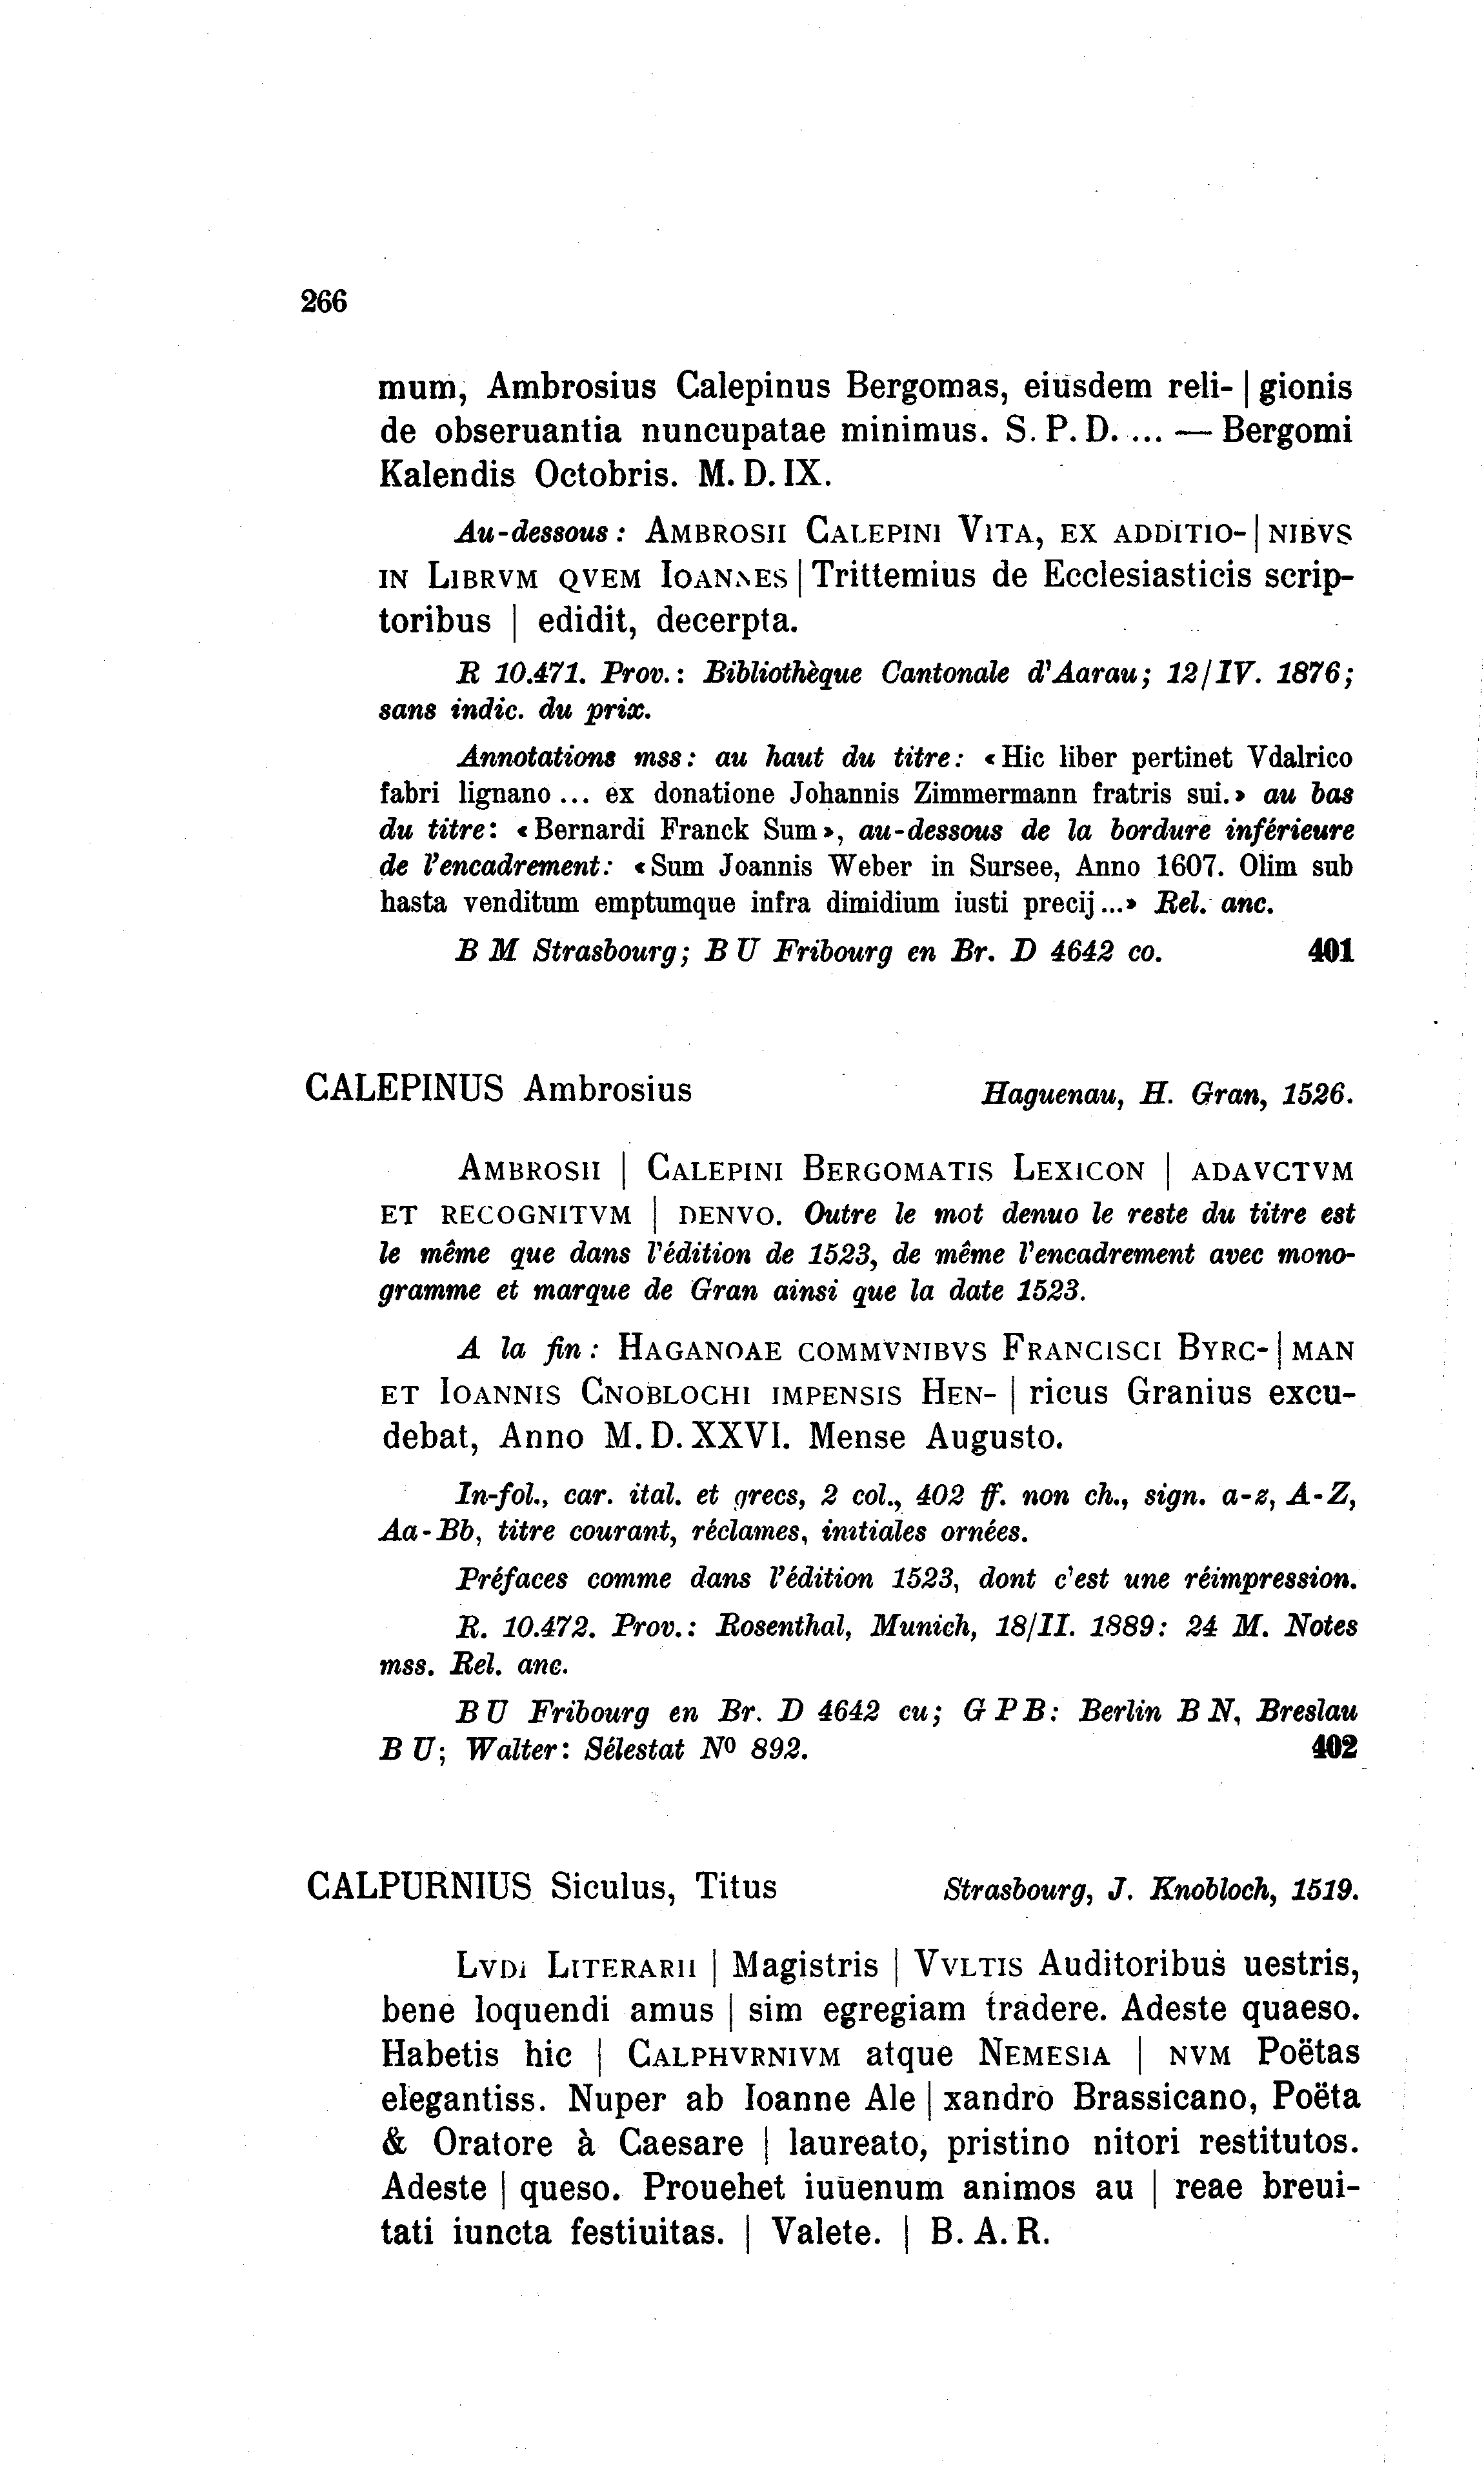 266
mum, Ambrosius Calepinus Bergomas, eiusdem reli- | gionis
de obseruantia nuncupatae minimus. S. P. D. ... — Bergomi
Kalendis Octobris. M. D. IX.
Au-dessous : AMBROSII CALEPINI VITA, EX ADDITIO- | NIBVS
IN LIBRVM QVEM IOANNES | Trittemius de Ecclesiasticis scrip-
toribus | edidit, decerpta.
R 10.471. Prov. : Bibliothèque Cantonale d'Aarau ; 12/IV. 1876 ;
sans indic. du prix.
Annotations mss : au haut du titre : «Hic liber pertinet Vdalrico
fabri lignano ... ex donatione Johannis Zimmermann fratris sui.» au bas
du titre : «Bernardi Franck Sum», au-dessous de la bordure inférieure
de l'encadrement : «Sum Joannis Weber in Sursee, Anno 1607. Olim sub
hasta venditum emptumque infra dimidium iusti precij ...» Rel. anc.
B M Strasbourg ; B U Fribourg en Br. D 4642 co. 401
CALEPINUS Ambrosius Haguenau, H. Gran, 1526.
AMBROSII | CALEPINI BERGOMATIS LEXICON | ADAVCTVM
ET RECOGNITVM | DENVO. Outre le mot denuo le reste du titre est
le même que dans l'édition de 1523, de même l'encadrement avec mono-
gramme et marque de Gran ainsi que la date 1523.
A la fin : HAGANOAE COMMVNIBVS FRANCISCI BYRC- | MAN
ET IOANNIS CNOBLOCHI IMPENSIS HEN- | ricus Granius excu-
debat, Anno M. D. XXVI. Mense Augusto.
In-fol., car. ital. et grecs, 2 col., 402 ff. non ch., sign. a-z, A-Z,
Aa-Bb, titre courant, réclames, initiales ornées.
Préfaces comme dans l'édition 1523, dont c'est une réimpression.
R. 10.472. Prov. : Rosenthal, Munich, 18/II. 1889 : 24 M. Notes
mss. Rel. anc.
B U Fribourg en Br. D 4642 cu ; G P B : Berlin B N, Breslau
B U ; Walter : Sélestat Nº 892. 402
CALPURNIUS Siculus, Titus Strasbourg, J. Knobloch, 1519.
LVDI LITERARII | Magistris | VVLTIS Auditoribus uestris,
bene loquendi amus | sim egregiam tradere. Adeste quaeso.
Habetis hic | CALPHVRNIVM atque NEMESIA | NVM Poëtas
elegantiss. Nuper ab Ioanne Ale | xandro Brassicano, Poëta
& Oratore à Caesare | laureato, pristino nitori restitutos.
Adeste | queso. Prouehet iuuenum animos au | reae breui-
tati iuncta festiuitas. | Valete. | B. A. R.